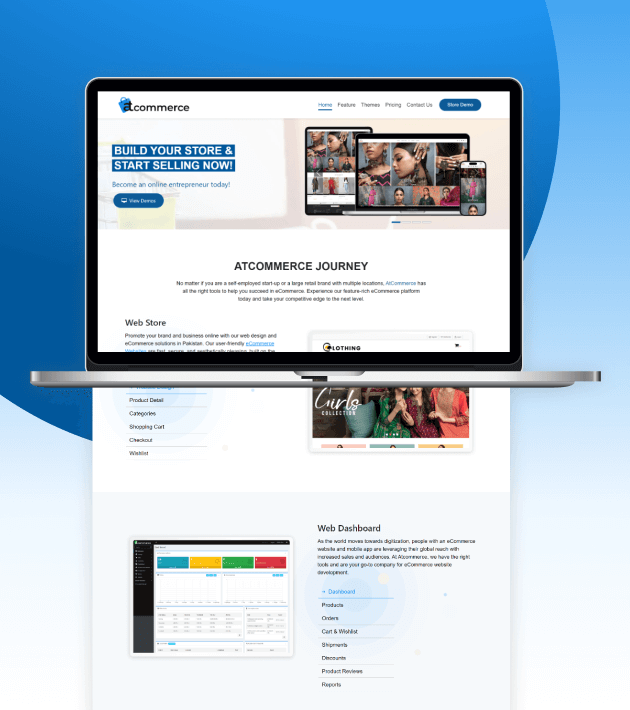 atcommerce
Home Feature Themes Pricing Contact Us Store Demo
BUILD YOUR STORE &
START SELLING NOW!
Become an online entrepreneur today!
View Demos
ATCOMMERCE JOURNEY
No matter if you are a self-employed start-up or a large retail brand with multiple locations, AtCommerce has
all the right tools to help you succeed in eCommerce. Experience our feature-rich eCommerce platform
today and take your competitive edge to the next level.
Web Store
Promote your brand and business online with our web design and
eCommerce solutions in Pakistan. Our user-friendly eCommerce
Websites are fast, secure, and aesthetically pleasing, built on the
CLOTHING
Product Detail
Categories
Shopping Cart
Checkout
Wishlist
Girls
COLLECTION
Web Dashboard
As the world moves towards digitization, people with an eCommerce
website and mobile app are leveraging their global reach with
increased sales and audiences. At Atcommerce, we have the right
tools and are your go-to company for eCommerce website
development.
Dashboard
Products
Orders
Cart & Wishlist
Shipments
Discounts
Product Reviews
Reports